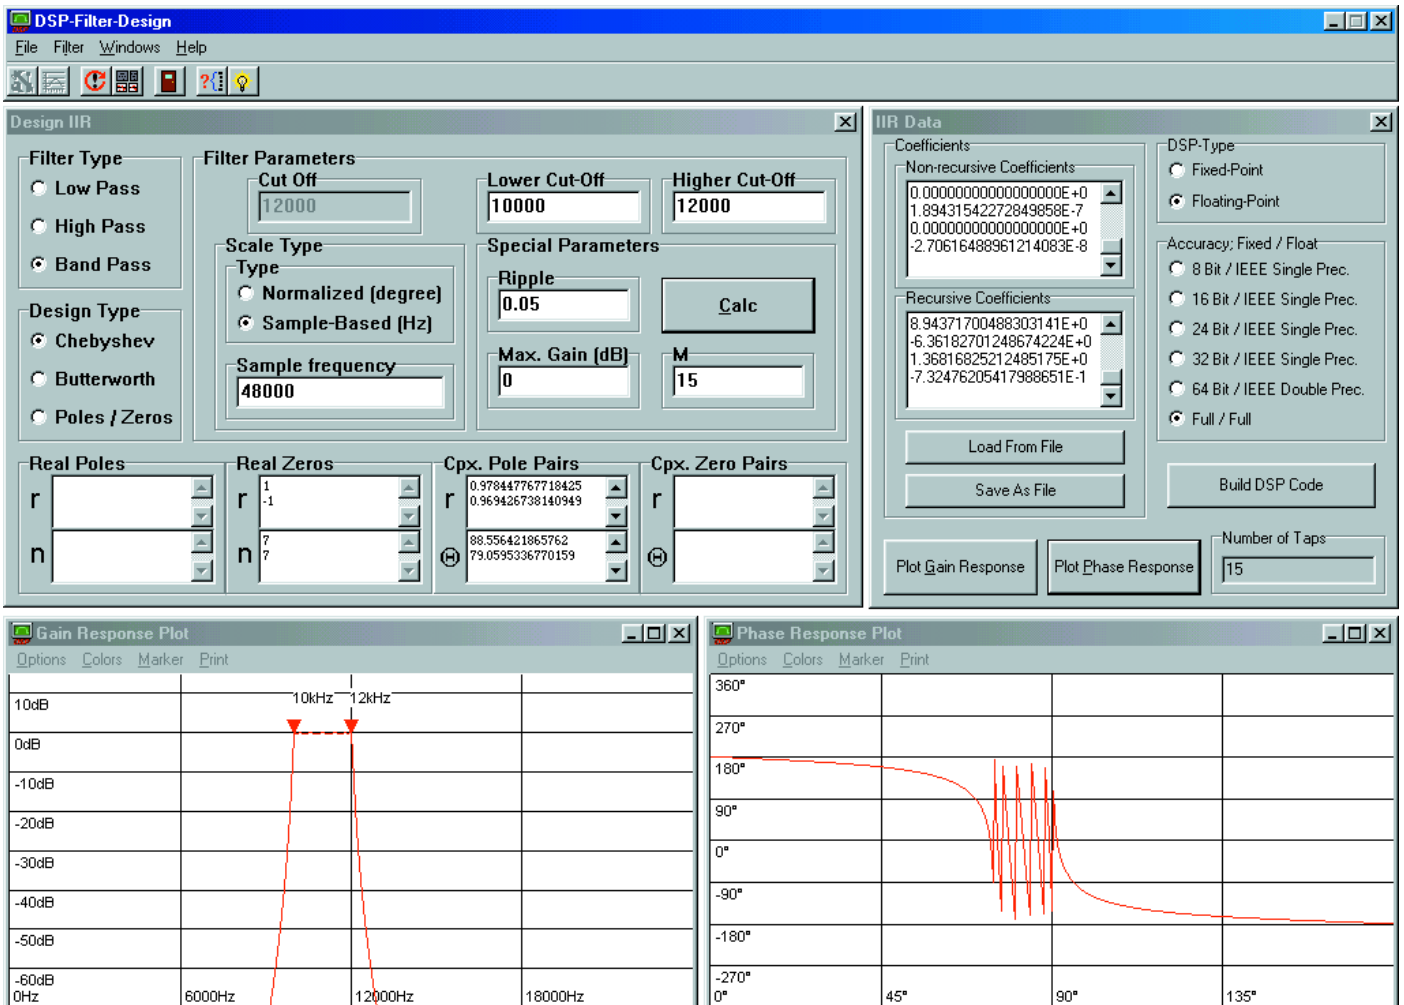 DSP-Filter-Design
File Filter Windows Help
Design IIR
Filter Type
Low Pass
High Pass
Band Pass
Design Type
Chebyshev
Butterworth
Poles / Zeros
Filter Parameters
Cut Off
12000
Lower Cut-Off
10000
Higher Cut-Off
12000
Scale Type
Type
Normalized (degree)
Sample-Based (Hz)
Sample frequency
48000
Special Parameters
Ripple
0.05
Calc
Max. Gain (dB)
0
M
15
Real Poles
r
n
Real Zeros
r
1
-1
n
7
7
Cpx. Pole Pairs
r
0.978447767718425
0.969426738140949
Θ
88.556421865762
79.0595336770159
Cpx. Zero Pairs
r
Θ
IIR Data
Coefficients
Non-recursive Coefficients
0.00000000000000000E+0
1.89431542272849858E-7
0.00000000000000000E+0
-2.70616488961214083E-8
Recursive Coefficients
8.94371700488303141E+0
-6.36182701248674224E+0
1.36816825212485175E+0
-7.32476205417988651E-1
Load From File
Save As File
DSP-Type
Fixed-Point
Floating-Point
Accuracy; Fixed / Float
8 Bit / IEEE Single Prec.
16 Bit / IEEE Single Prec.
24 Bit / IEEE Single Prec.
32 Bit / IEEE Single Prec.
64 Bit / IEEE Double Prec.
Full / Full
Build DSP Code
Plot Gain Response
Plot Phase Response
Number of Taps
15
Gain Response Plot
Options Colors Marker Print
10kHz 12kHz
10dB
0dB
-10dB
-20dB
-30dB
-40dB
-50dB
-60dB
0Hz 6000Hz 12000Hz 18000Hz
Phase Response Plot
Options Colors Marker Print
360°
270°
180°
90°
0°
-90°
-180°
-270°
0° 45° 90° 135°